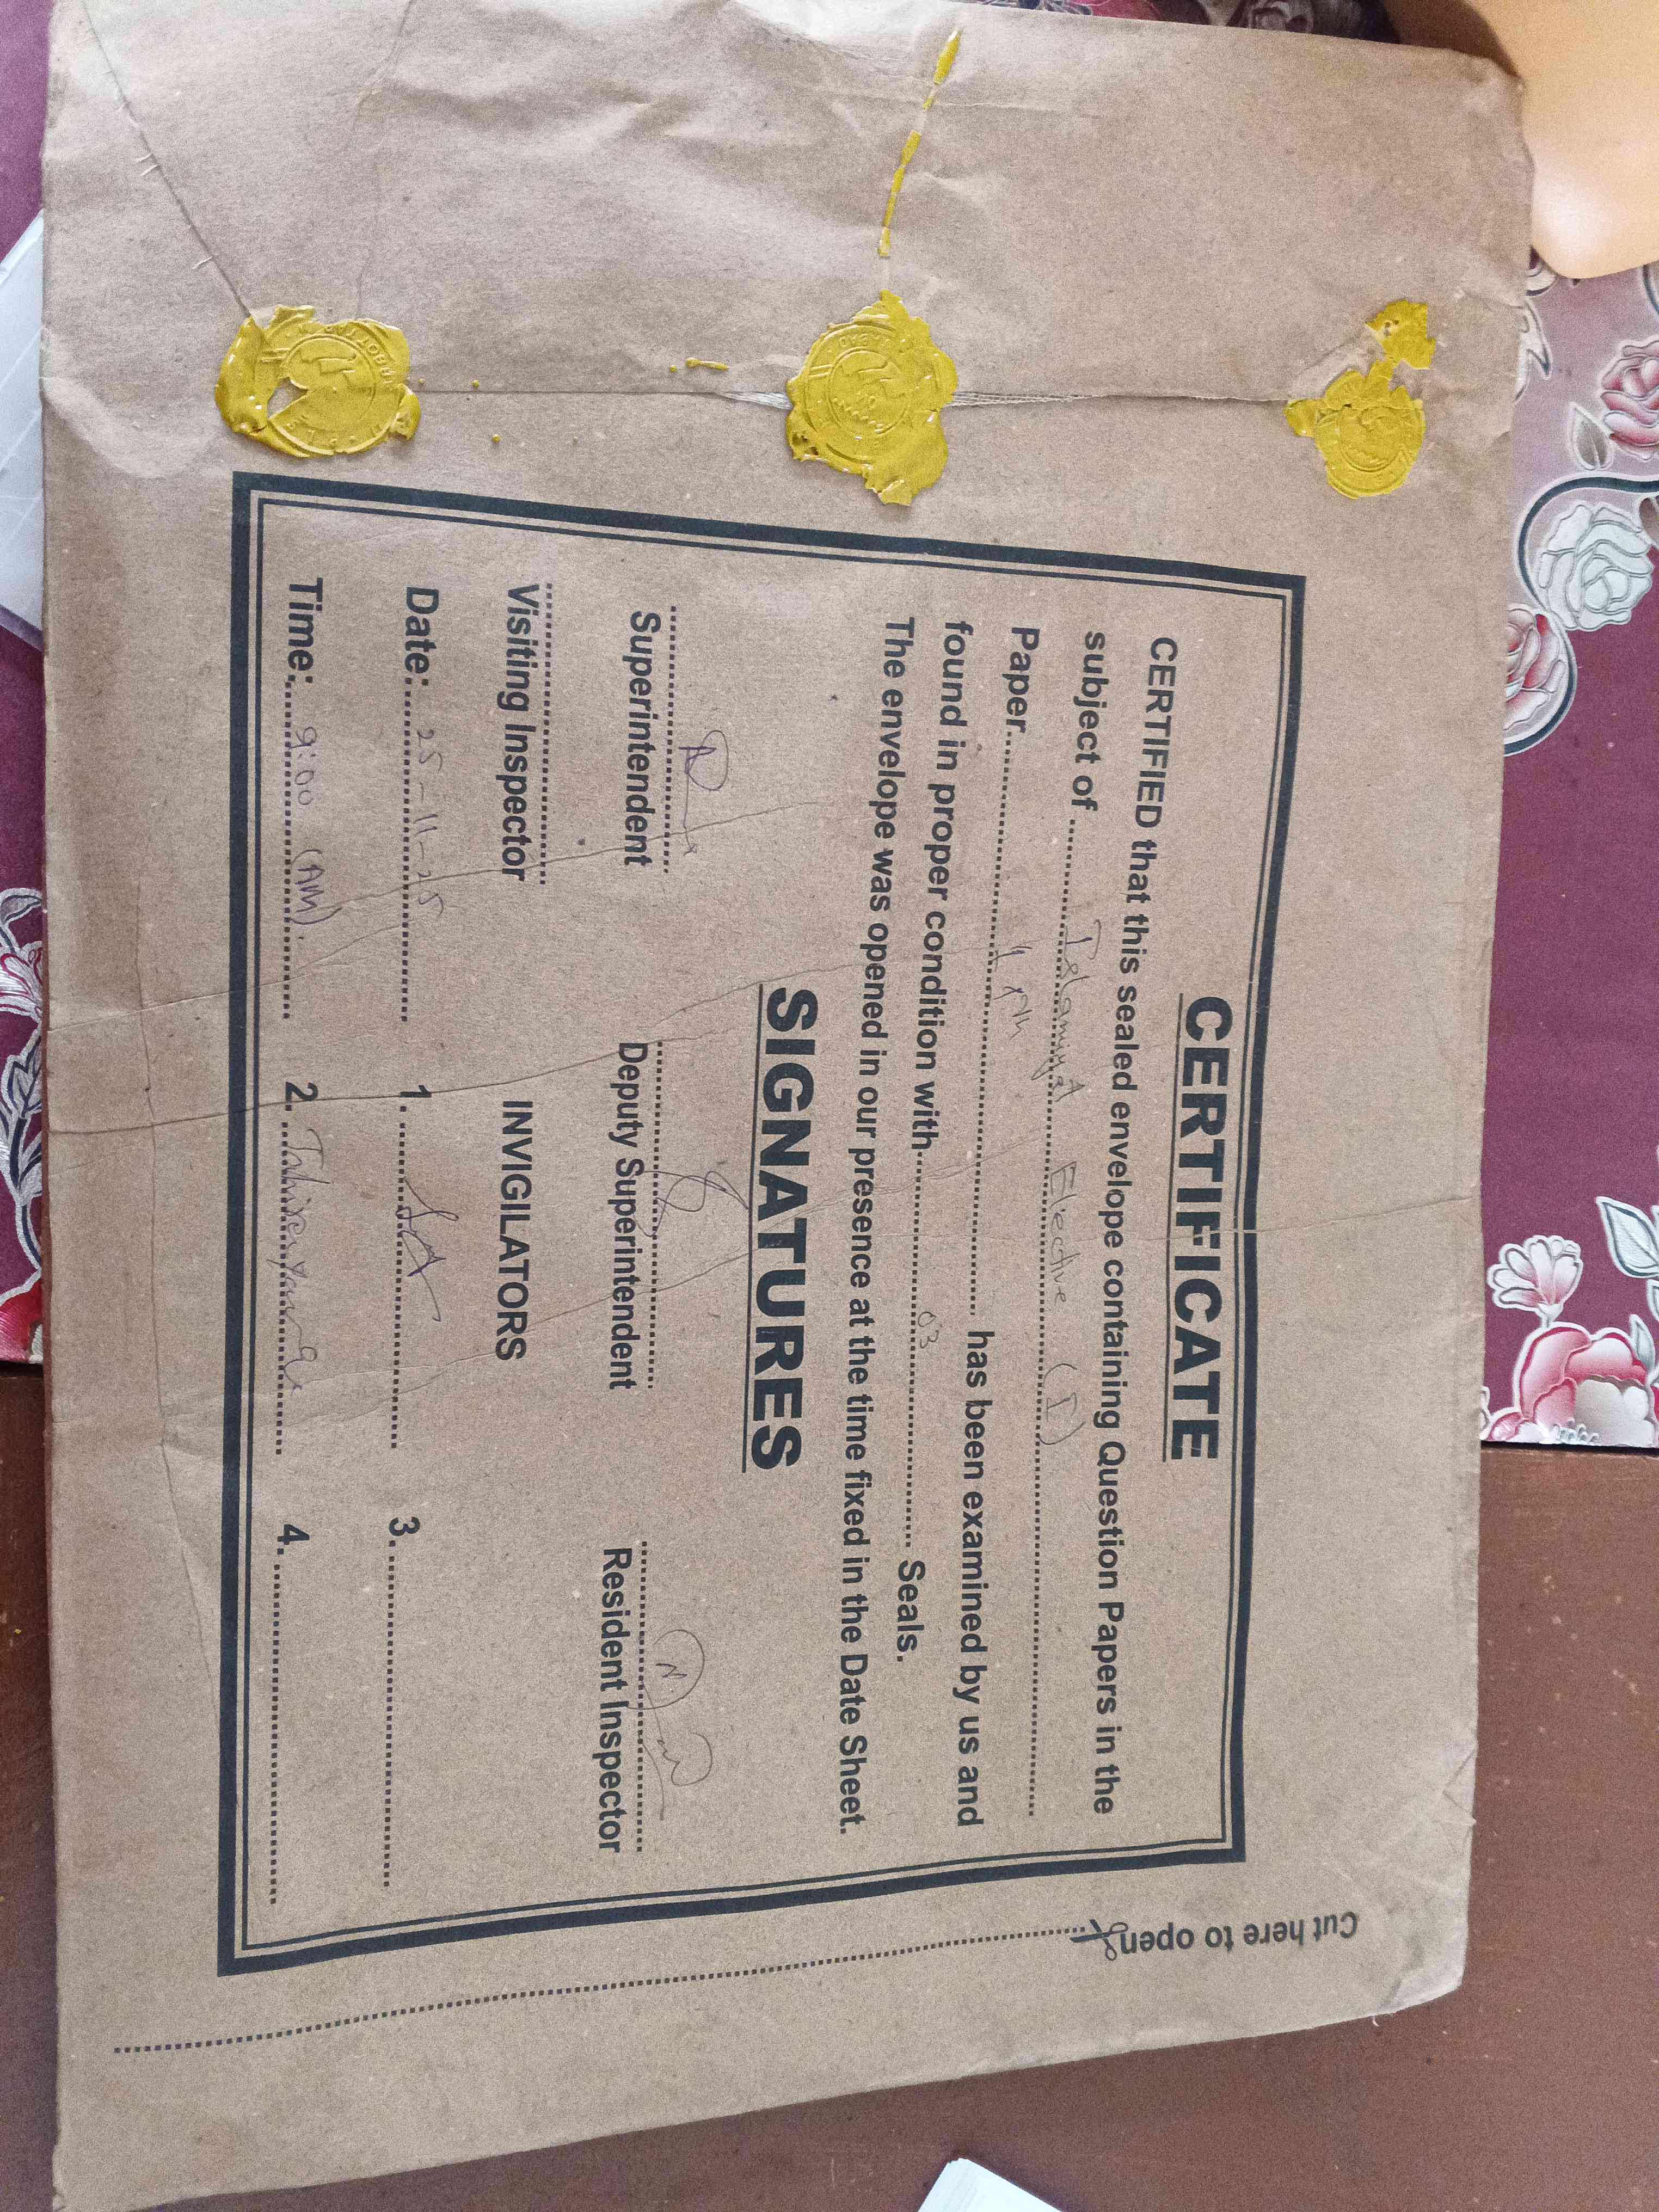 CERTIFICATE
CERTIFIED that this sealed envelope containing Question Papers in the
subject of .......... Islamiyat Elective (I) ..........
Paper .......... has been examined by us and
found in proper condition with .......... 03 .......... Seals.
The envelope was opened in our presence at the time fixed in the Date Sheet.
SIGNATURES
Superintendent Deputy Superintendent Resident Inspector
Visiting Inspector INVIGILATORS
Date: 25-11-25 1. .......... 3. ..........
Time: 9:00 (AM). 2. .......... 4. ..........
Cut here to open